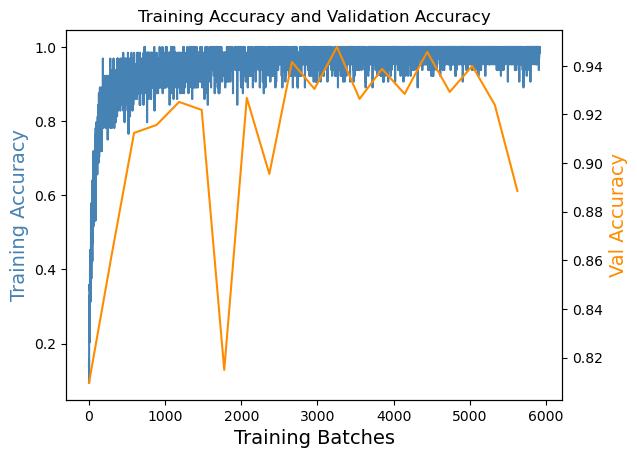 Training Accuracy and Validation Accuracy
1.0
0.8
0.6
0.4
0.2
Training Accuracy
0.94
0.92
0.90
0.88
0.86
0.84
0.82
Val Accuracy
0 1000 2000 3000 4000 5000 6000
Training Batches